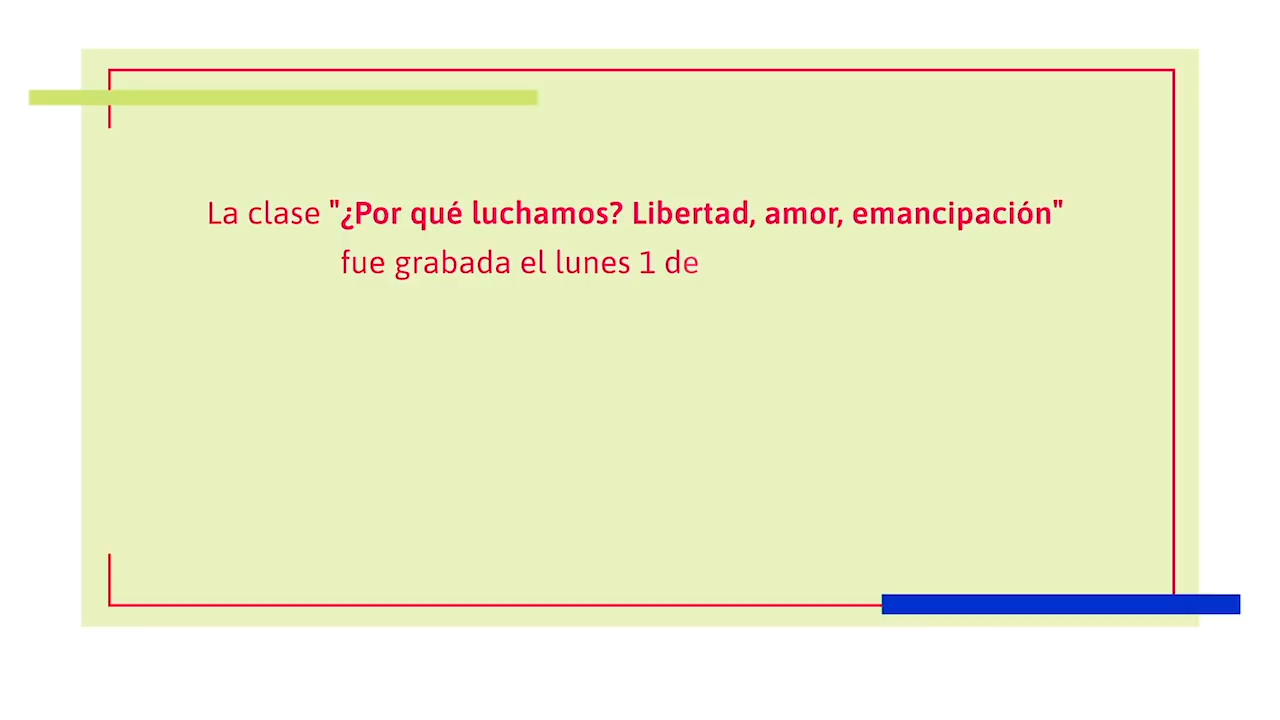 La clase "¿Por qué luchamos? Libertad, amor, emancipación"
fue grabada el lunes 1 de